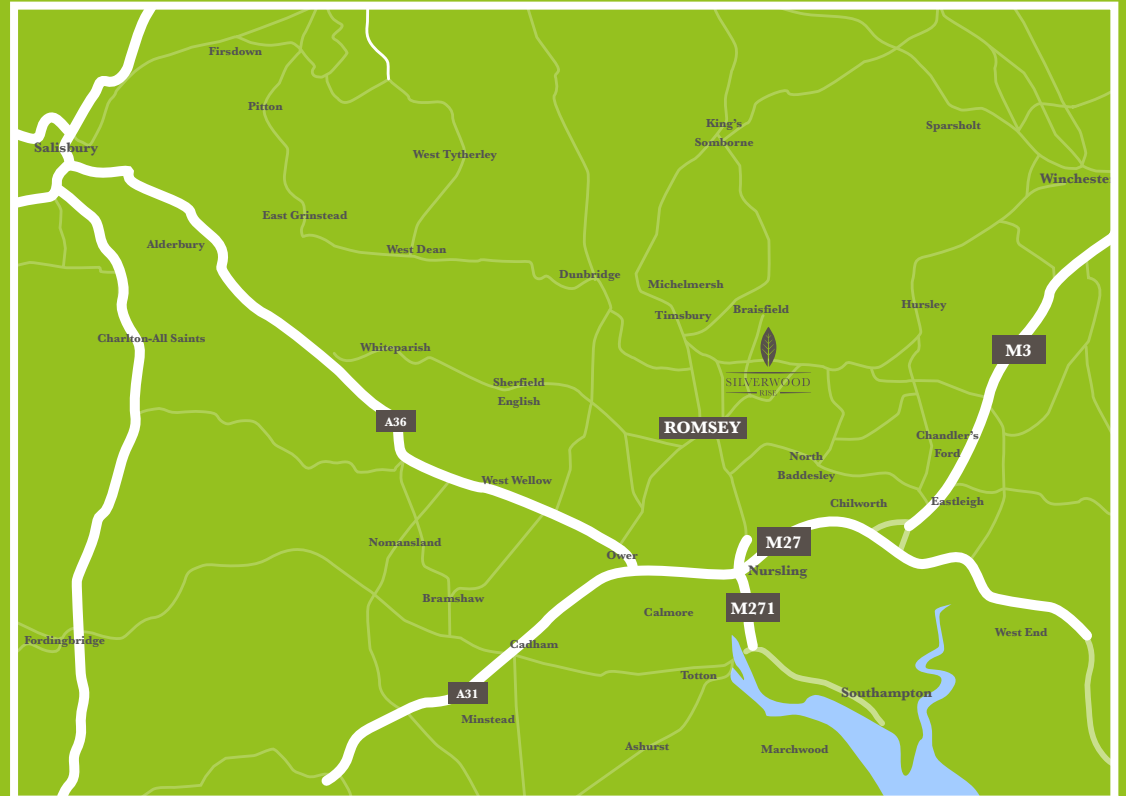 Firsdown
Pitton
King's
Somborne
Sparsholt
Salisbury
West Tytherley
Winchester
East Grinstead
Alderbury
West Dean
Dunbridge
Michelmersh
Hursley
Timsbury
Braisfield
Charlton-All Saints
Whiteparish
M3
Sherfield
English
SILVERWOOD
RISE
A36
ROMSEY
Chandler's
Ford
North
Baddesley
West Wellow
Chilworth
Eastleigh
Nomansland
Ower
M27
Nursling
Bramshaw
Calmore
M271
Fordingbridge
Cadham
West End
Totton
A31
Southampton
Minstead
Ashurst
Marchwood